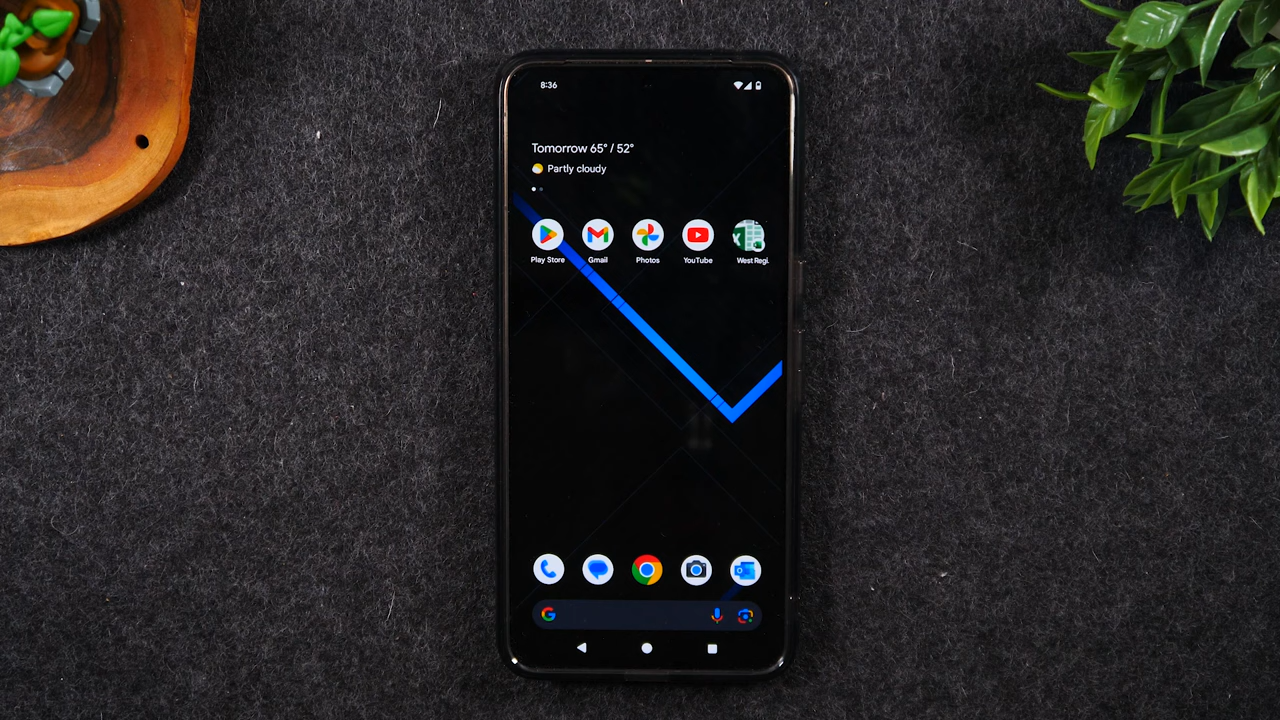 8:36
Tomorrow 65° / 52°
Partly cloudy
Play Store
Gmail
Photos
YouTube
West Regi.